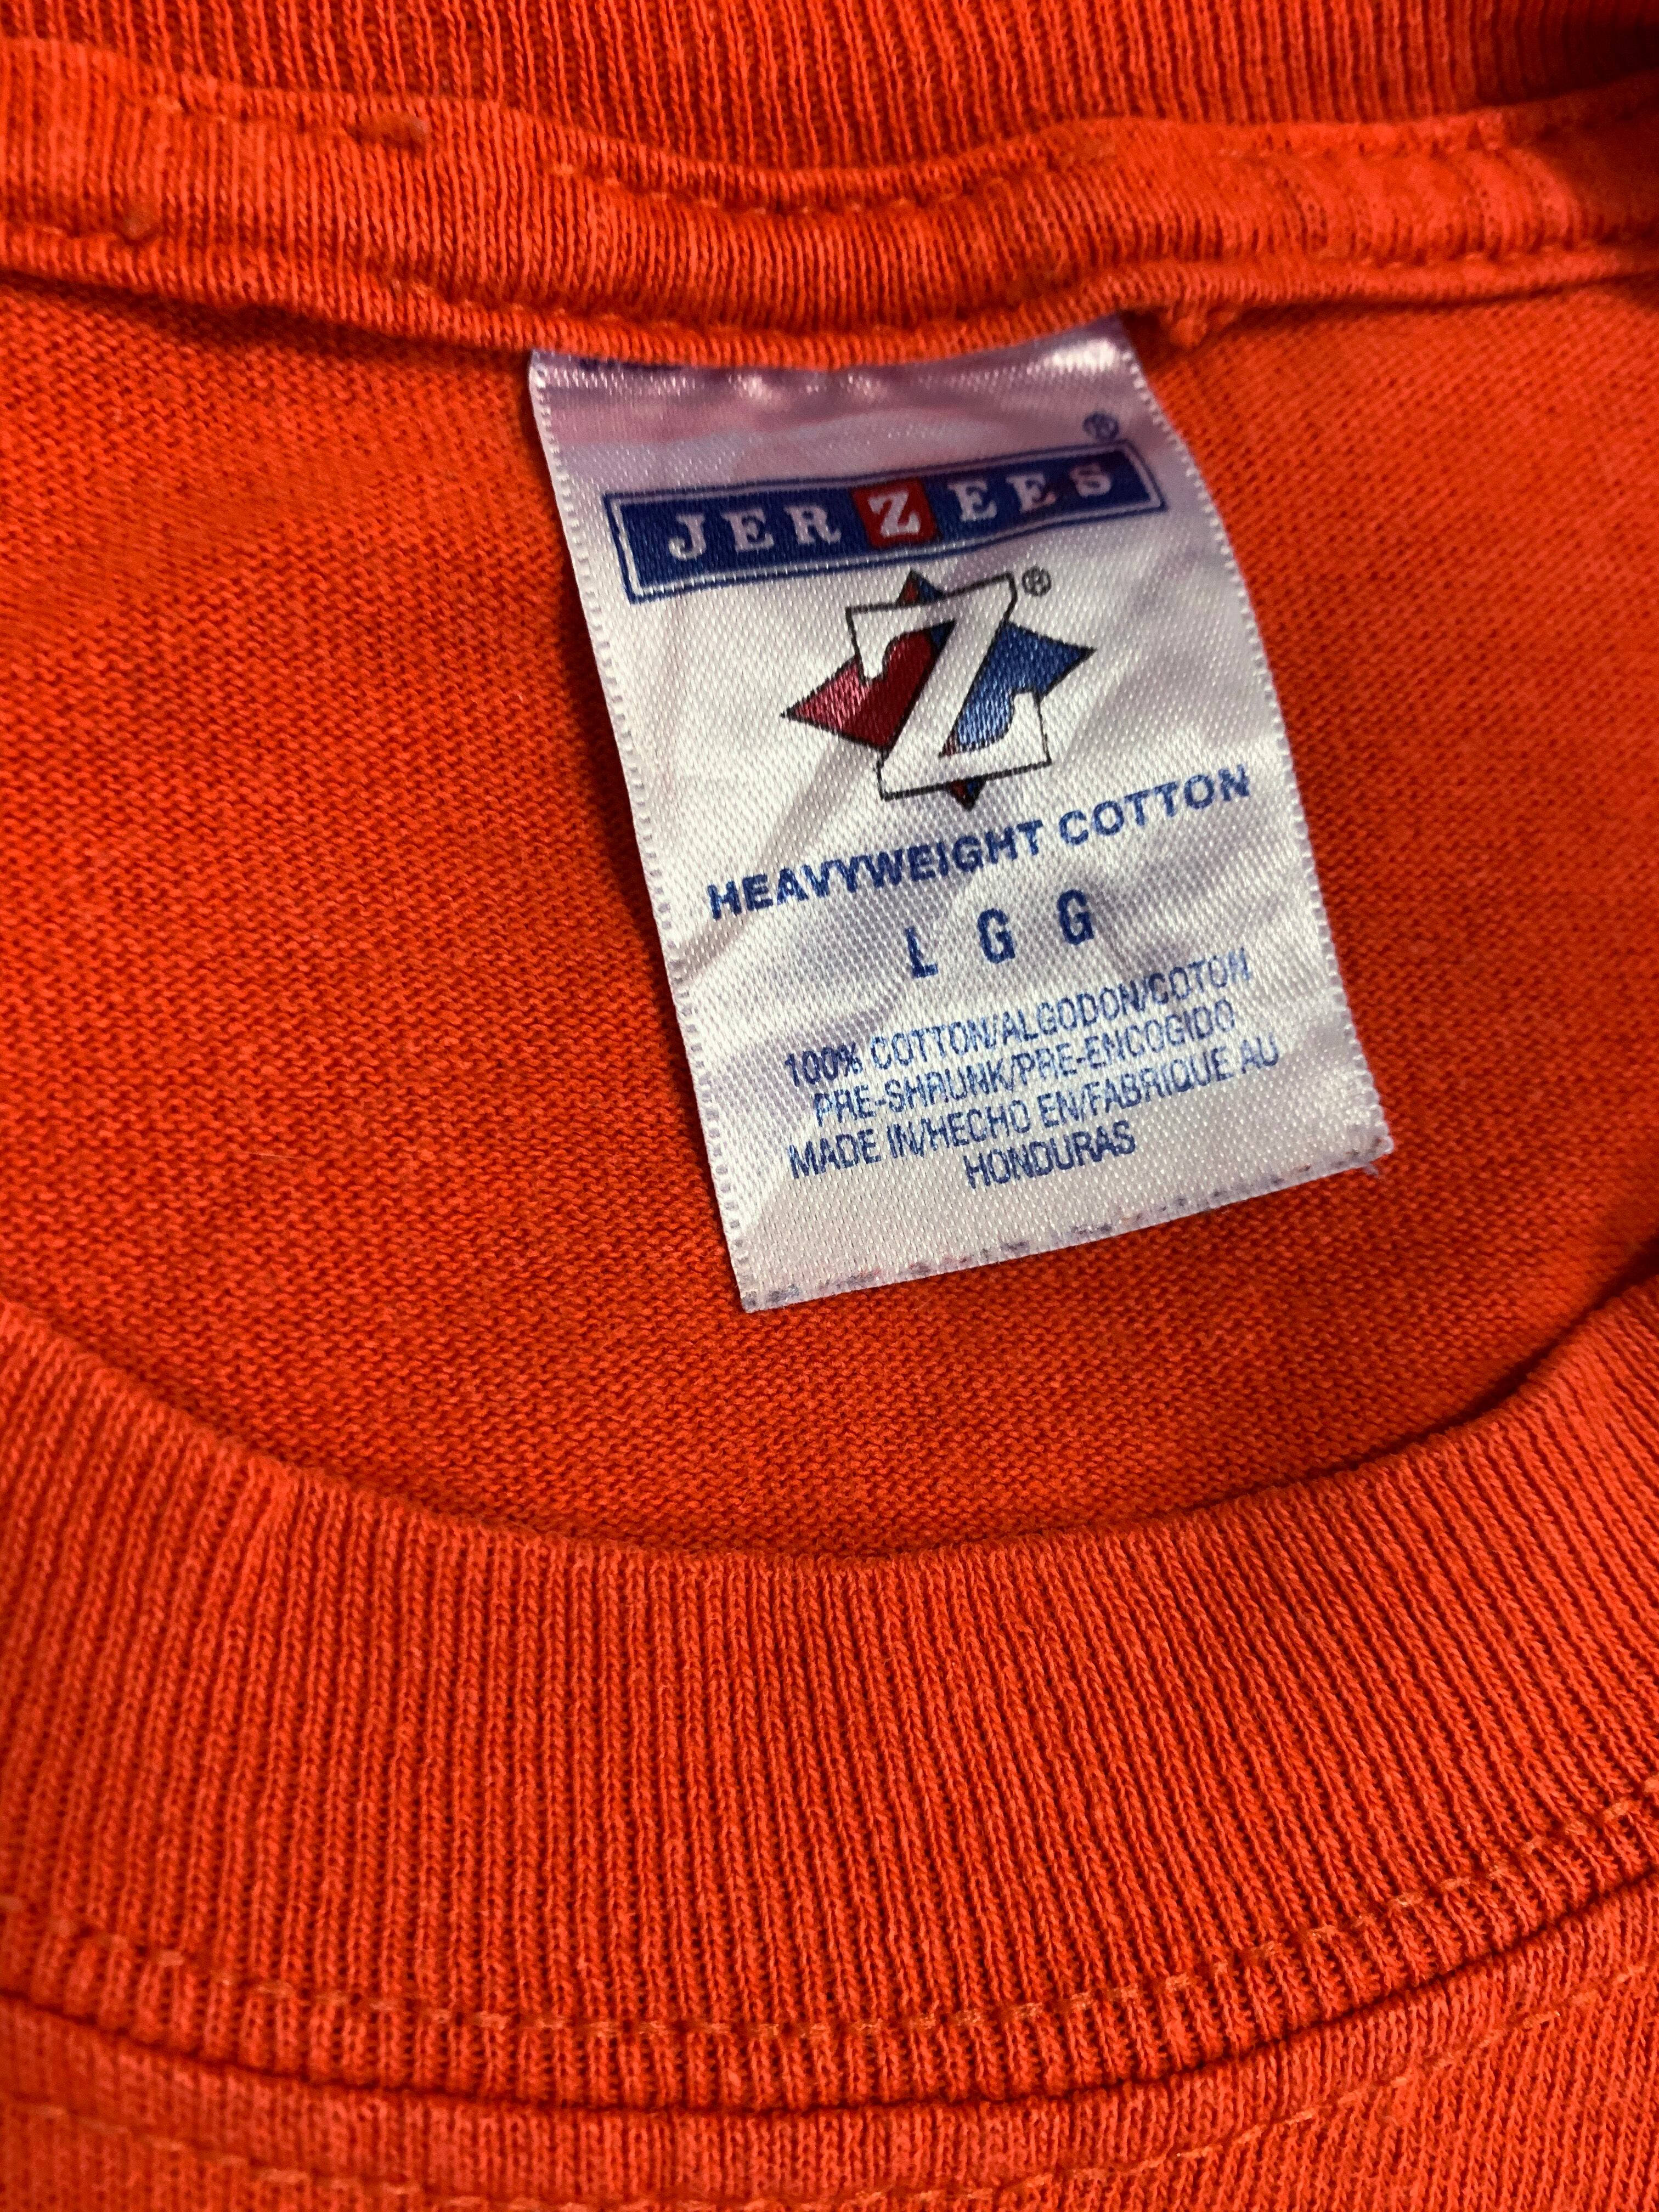 JERZEES®
Z®
HEAVYWEIGHT COTTON
L G G
100% COTTON/ALGODON/COTON
PRE-SHRUNK/PRE-ENCOGIDO
MADE IN/HECHO EN/FABRIQUE AU
HONDURAS